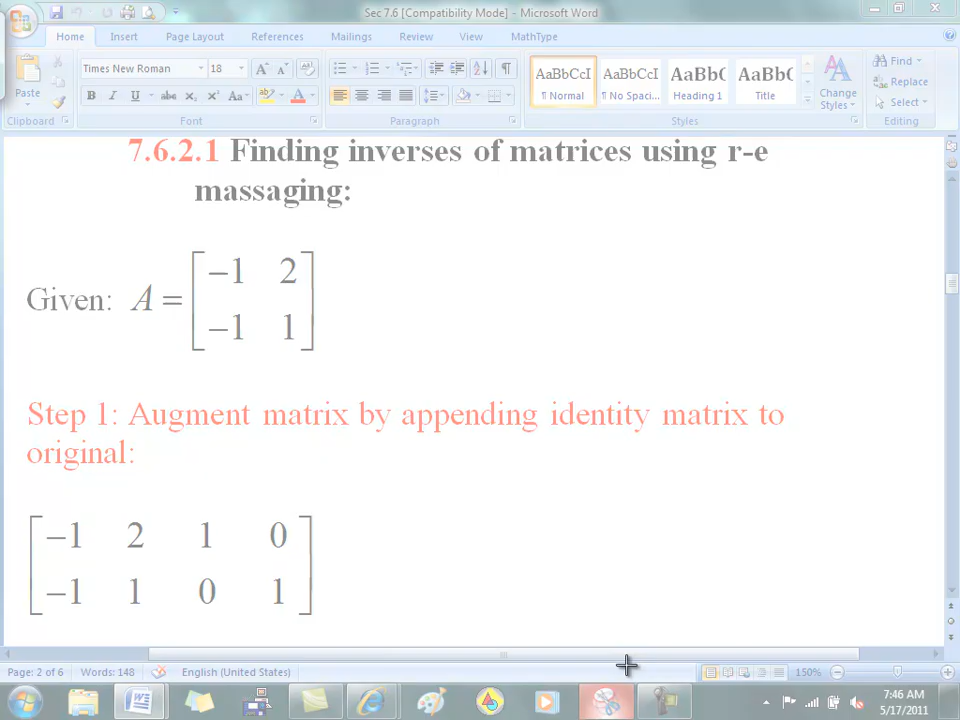 Sec 7.6 [Compatibility Mode] - Microsoft Word
Home Insert Page Layout References Mailings Review View MathType
Times New Roman 18
AaBbCcI AaBbCcI AaBbC AaBbC
¶ Normal ¶ No Spaci... Heading 1 Title
Paste
Change Styles
Find
Replace
Select
Clipboard Font Paragraph Styles Editing
7.6.2.1 Finding inverses of matrices using r-e
massaging:
Given: A = [ −1 2
−1 1 ]
Step 1: Augment matrix by appending identity matrix to
original:
−1 2 1 0
−1 1 0 1
Page: 2 of 6 Words: 148 English (United States) 150%
7:46 AM
5/17/2011